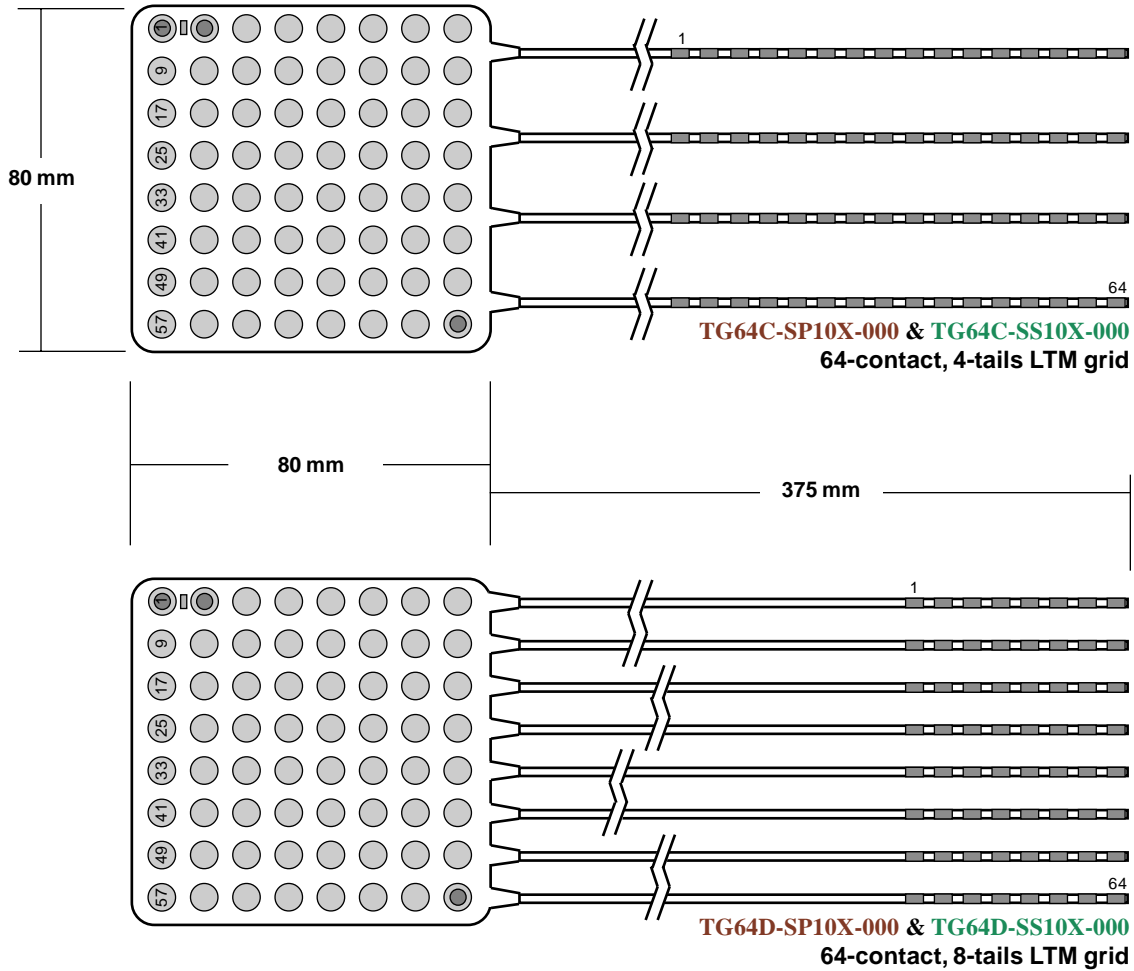 1
1
9
17
25
33
41
49
57
80 mm
64
TG64C-SP10X-000 & TG64C-SS10X-000
64-contact, 4-tails LTM grid
80 mm
375 mm
1
1
9
17
25
33
41
49
57
64
TG64D-SP10X-000 & TG64D-SS10X-000
64-contact, 8-tails LTM grid